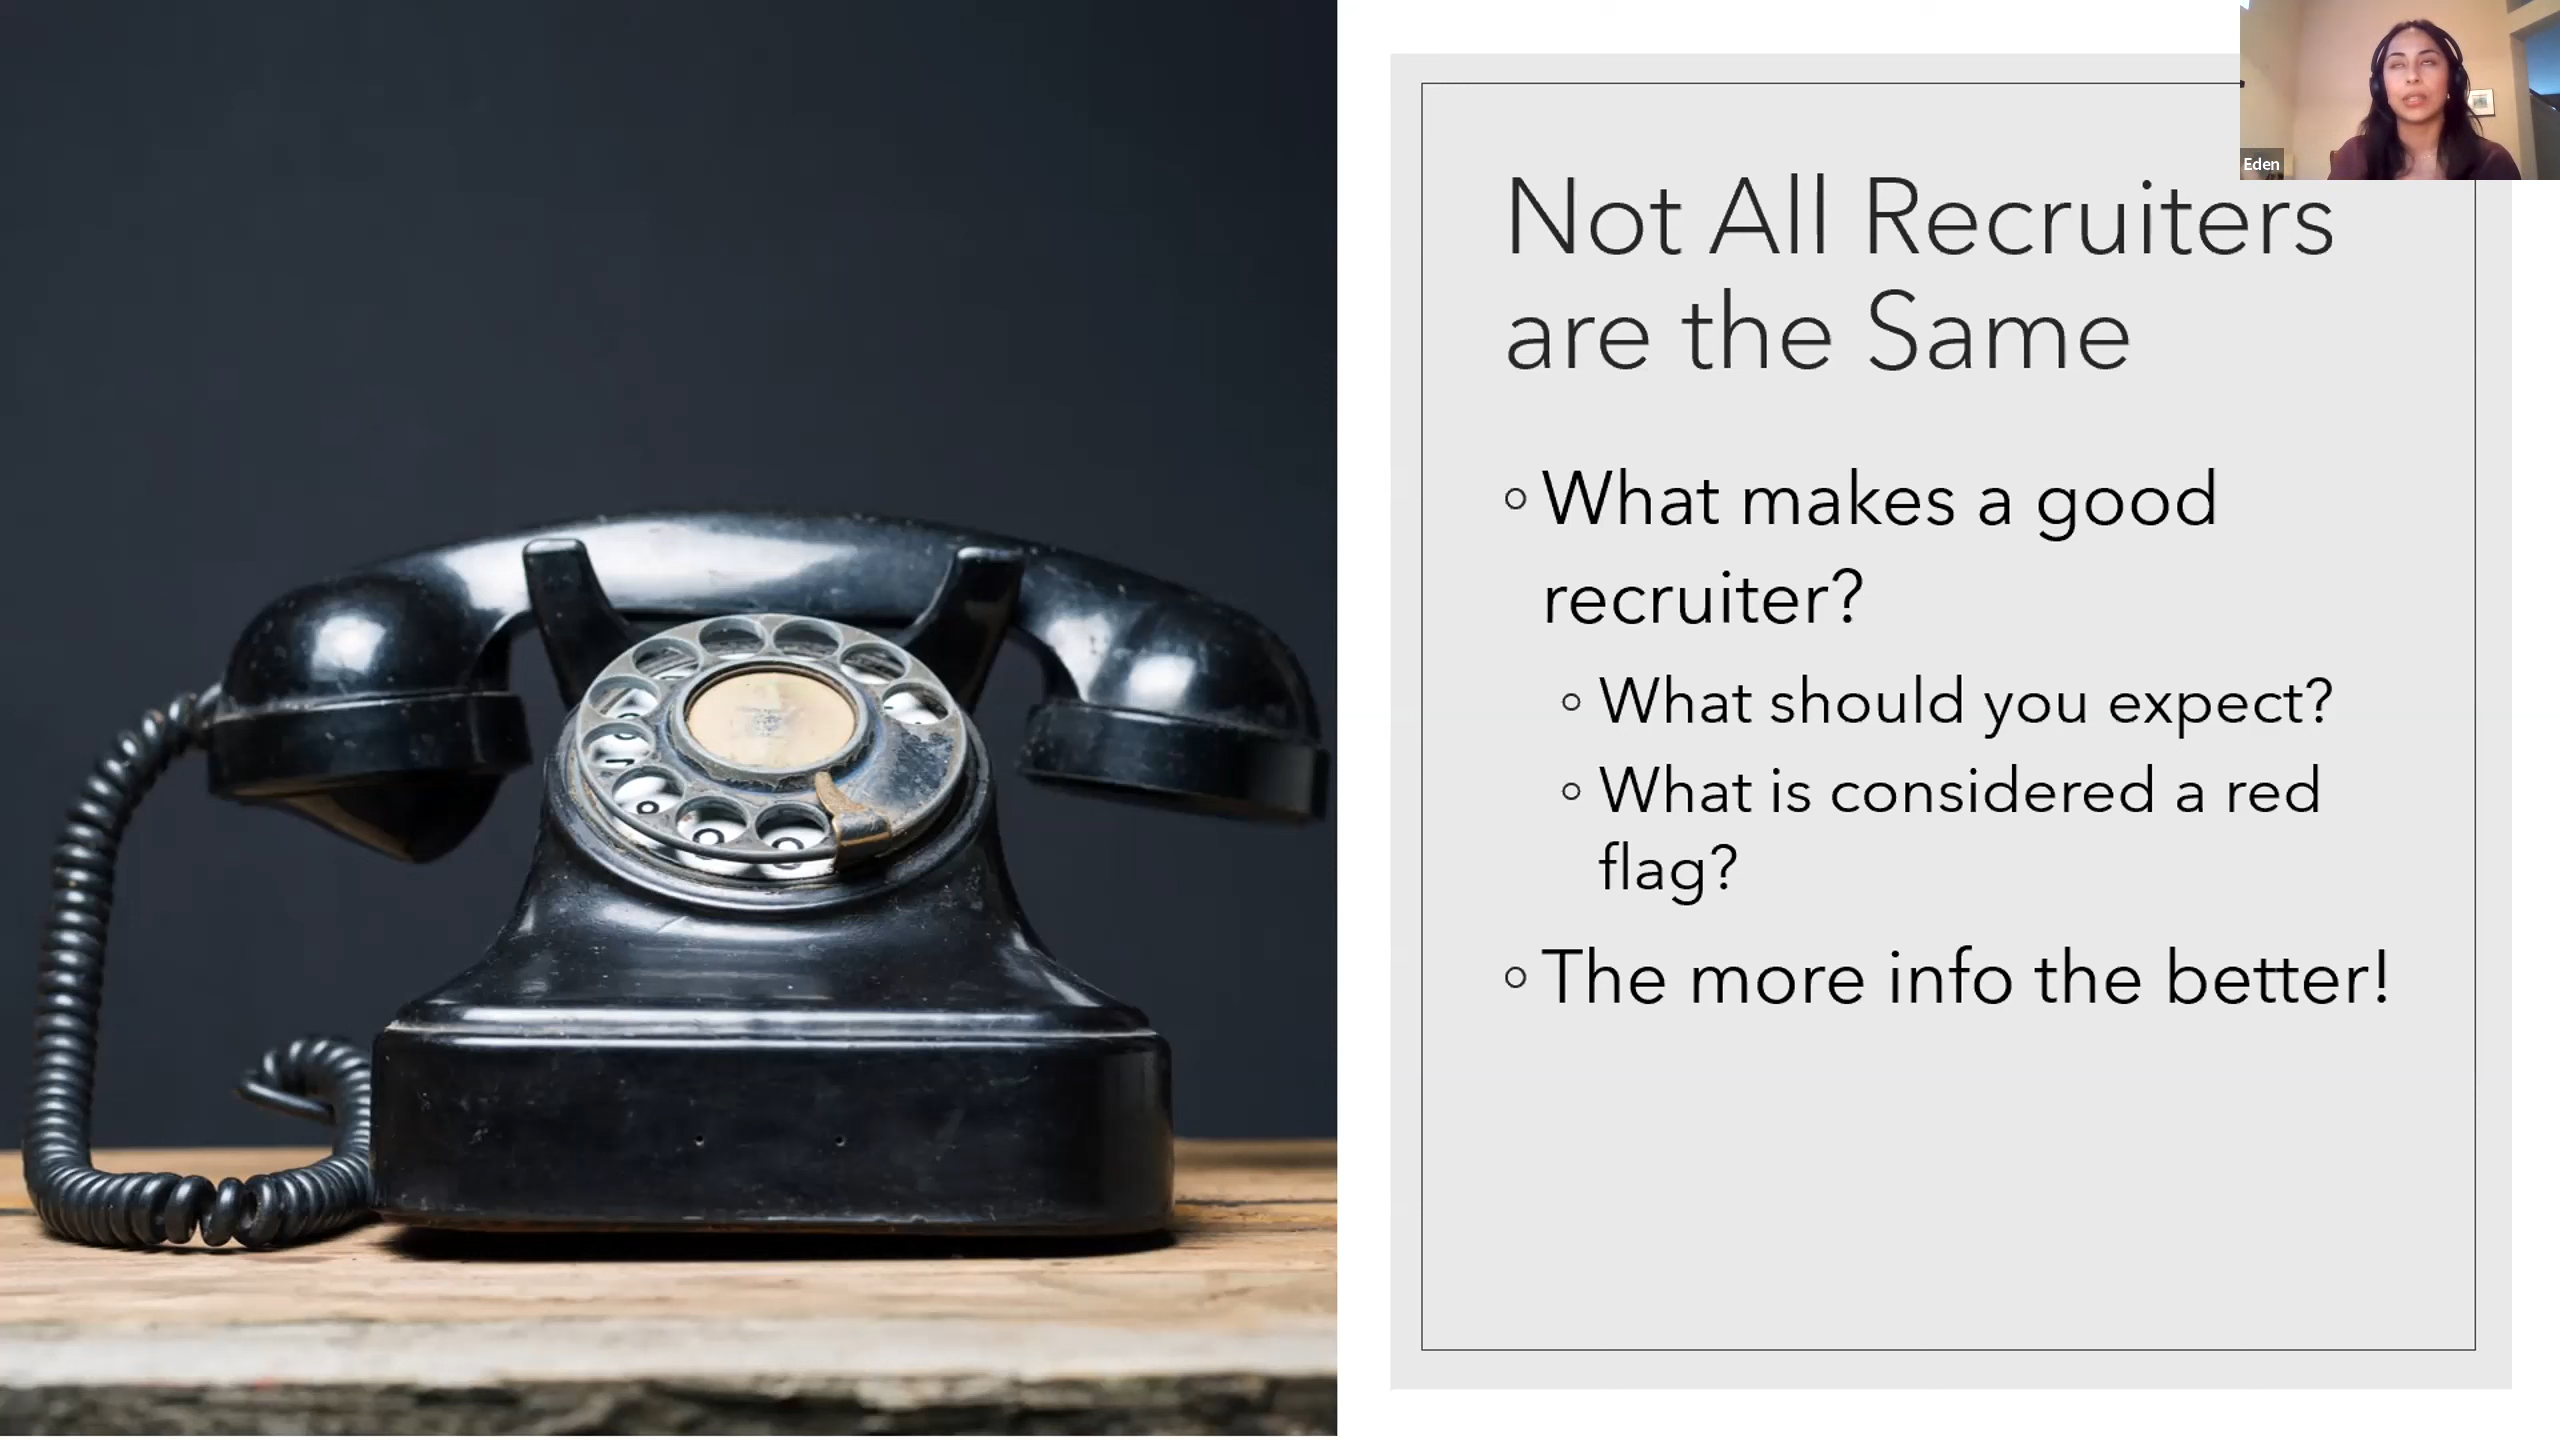 Eden
Not All Recruiters
are the Same
What makes a good
recruiter?
What should you expect?
What is considered a red
flag?
The more info the better!